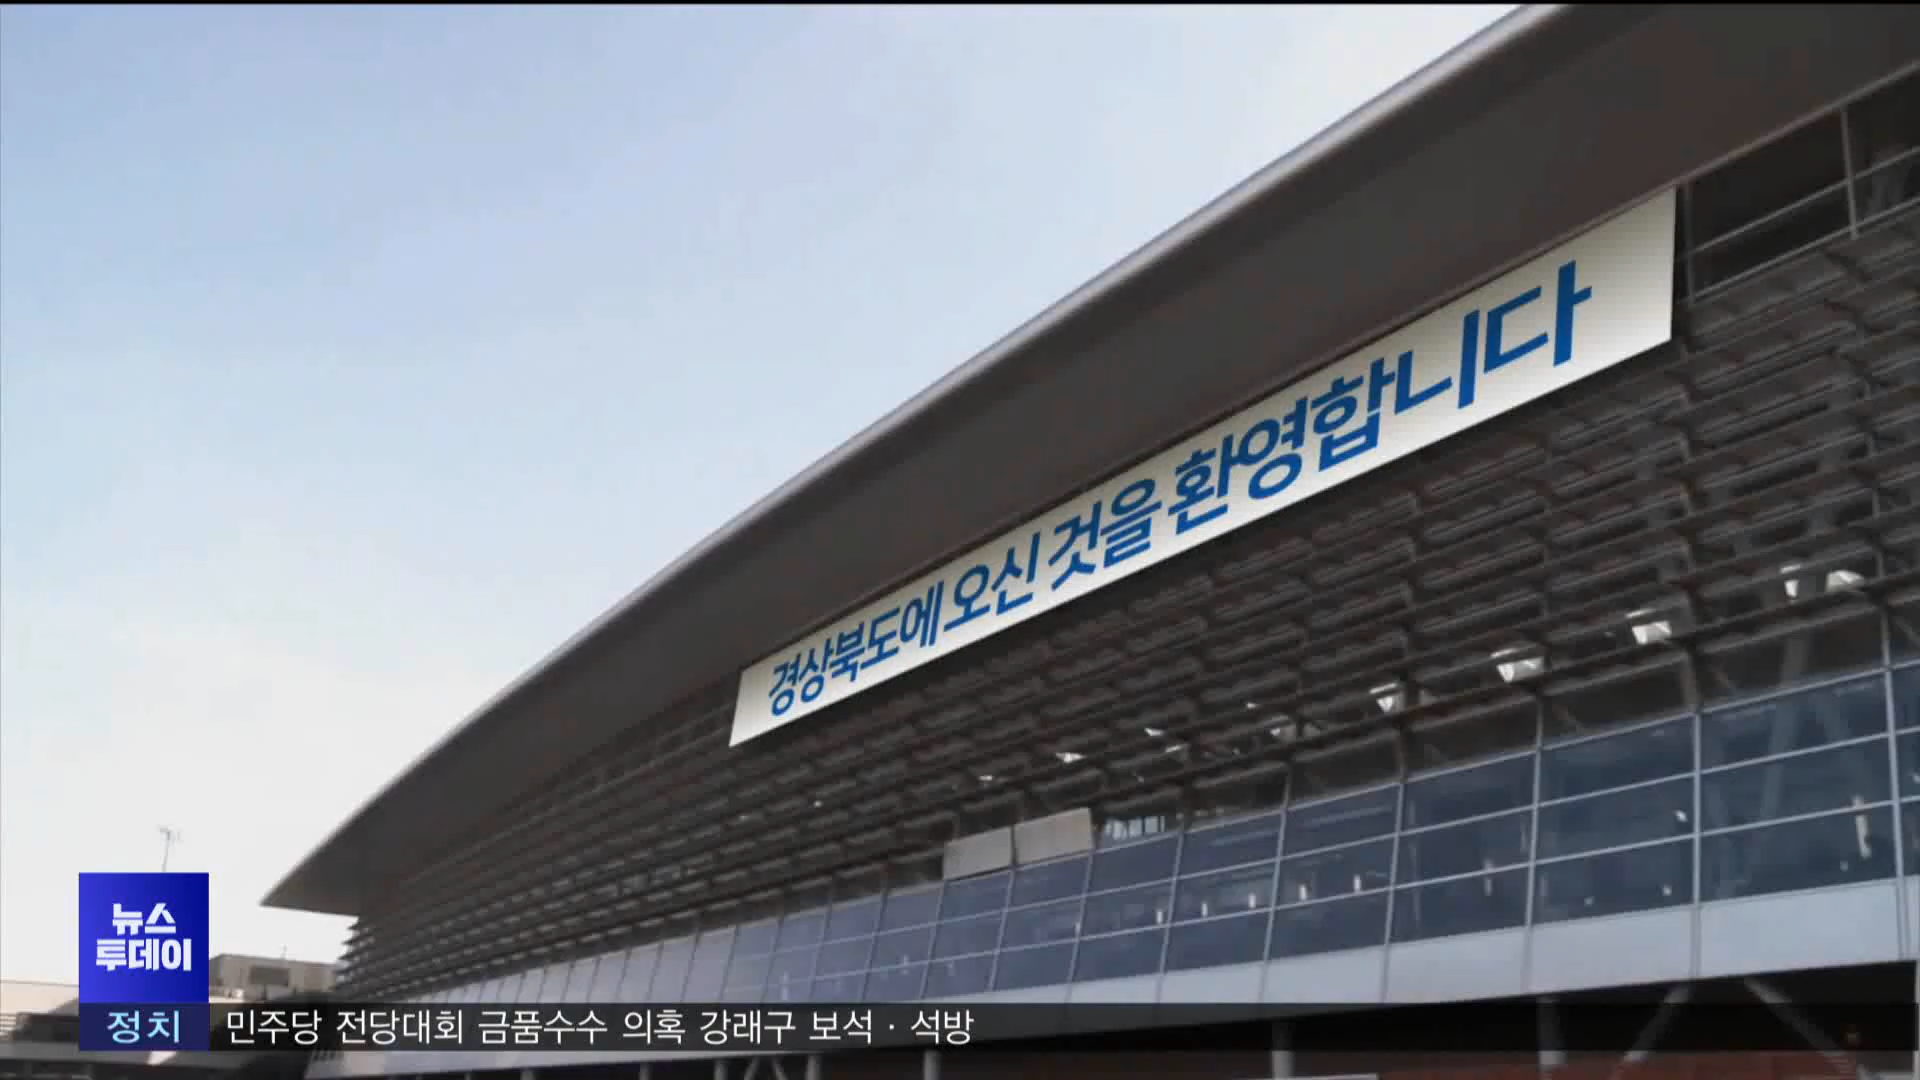 경상북도에 오신 것을 환영합니다
뉴스
투데이
정치
민주당 전당대회 금품수수 의혹 강래구 보석·석방